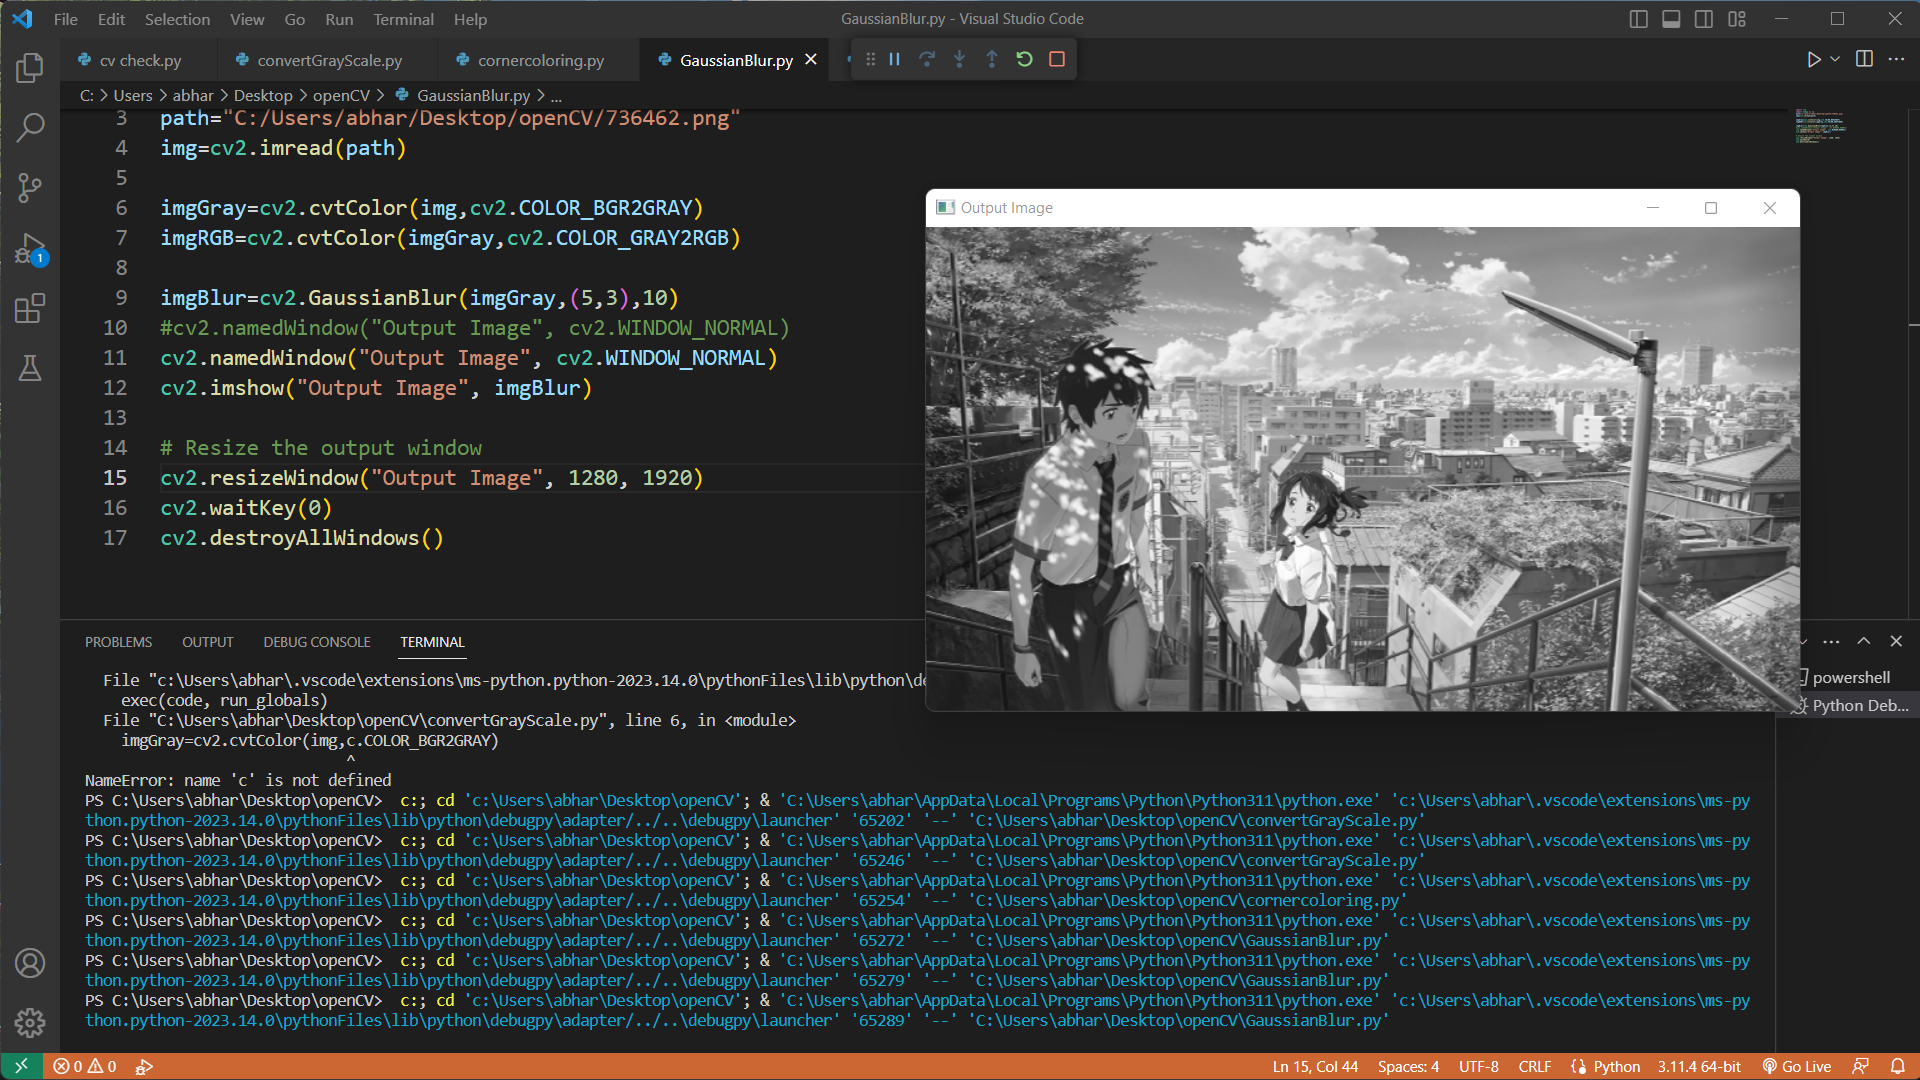 File Edit Selection View Go Run Terminal Help
GaussianBlur.py - Visual Studio Code
cv check.py
convertGrayScale.py
cornercoloring.py
GaussianBlur.py
C: > Users > abhar > Desktop > openCV > GaussianBlur.py > ...
3 path="C:/Users/abhar/Desktop/openCV/736462.png"
4 img=cv2.imread(path)
5
6 imgGray=cv2.cvtColor(img,cv2.COLOR_BGR2GRAY)
7 imgRGB=cv2.cvtColor(imgGray,cv2.COLOR_GRAY2RGB)
8
9 imgBlur=cv2.GaussianBlur(imgGray,(5,3),10)
10 #cv2.namedWindow("Output Image", cv2.WINDOW_NORMAL)
11 cv2.namedWindow("Output Image", cv2.WINDOW_NORMAL)
12 cv2.imshow("Output Image", imgBlur)
13
14 # Resize the output window
15 cv2.resizeWindow("Output Image", 1280, 1920)
16 cv2.waitKey(0)
17 cv2.destroyAllWindows()
1
Output Image
PROBLEMS OUTPUT DEBUG CONSOLE TERMINAL
File "c:\Users\abhar\.vscode\extensions\ms-python.python-2023.14.0\pythonFiles\lib\python\de
exec(code, run_globals)
File "C:\Users\abhar\Desktop\openCV\convertGrayScale.py", line 6, in <module>
imgGray=cv2.cvtColor(img,c.COLOR_BGR2GRAY)
^
NameError: name 'c' is not defined
PS C:\Users\abhar\Desktop\openCV>  c:; cd 'c:\Users\abhar\Desktop\openCV'; & 'C:\Users\abhar\AppData\Local\Programs\Python\Python311\python.exe' 'c:\Users\abhar\.vscode\extensions\ms-py
thon.python-2023.14.0\pythonFiles\lib\python\debugpy\adapter/../..\debugpy\launcher' '65202' '--' 'C:\Users\abhar\Desktop\openCV\convertGrayScale.py'
PS C:\Users\abhar\Desktop\openCV>  c:; cd 'c:\Users\abhar\Desktop\openCV'; & 'C:\Users\abhar\AppData\Local\Programs\Python\Python311\python.exe' 'c:\Users\abhar\.vscode\extensions\ms-py
thon.python-2023.14.0\pythonFiles\lib\python\debugpy\adapter/../..\debugpy\launcher' '65246' '--' 'C:\Users\abhar\Desktop\openCV\convertGrayScale.py'
PS C:\Users\abhar\Desktop\openCV>  c:; cd 'c:\Users\abhar\Desktop\openCV'; & 'C:\Users\abhar\AppData\Local\Programs\Python\Python311\python.exe' 'c:\Users\abhar\.vscode\extensions\ms-py
thon.python-2023.14.0\pythonFiles\lib\python\debugpy\adapter/../..\debugpy\launcher' '65254' '--' 'C:\Users\abhar\Desktop\openCV\cornercoloring.py'
PS C:\Users\abhar\Desktop\openCV>  c:; cd 'c:\Users\abhar\Desktop\openCV'; & 'C:\Users\abhar\AppData\Local\Programs\Python\Python311\python.exe' 'c:\Users\abhar\.vscode\extensions\ms-py
thon.python-2023.14.0\pythonFiles\lib\python\debugpy\adapter/../..\debugpy\launcher' '65272' '--' 'C:\Users\abhar\Desktop\openCV\GaussianBlur.py'
PS C:\Users\abhar\Desktop\openCV>  c:; cd 'c:\Users\abhar\Desktop\openCV'; & 'C:\Users\abhar\AppData\Local\Programs\Python\Python311\python.exe' 'c:\Users\abhar\.vscode\extensions\ms-py
thon.python-2023.14.0\pythonFiles\lib\python\debugpy\adapter/../..\debugpy\launcher' '65279' '--' 'C:\Users\abhar\Desktop\openCV\GaussianBlur.py'
PS C:\Users\abhar\Desktop\openCV>  c:; cd 'c:\Users\abhar\Desktop\openCV'; & 'C:\Users\abhar\AppData\Local\Programs\Python\Python311\python.exe' 'c:\Users\abhar\.vscode\extensions\ms-py
thon.python-2023.14.0\pythonFiles\lib\python\debugpy\adapter/../..\debugpy\launcher' '65289' '--' 'C:\Users\abhar\Desktop\openCV\GaussianBlur.py'
powershell
Python Deb...
0 0
Ln 15, Col 44 Spaces: 4 UTF-8 CRLF Python 3.11.4 64-bit Go Live